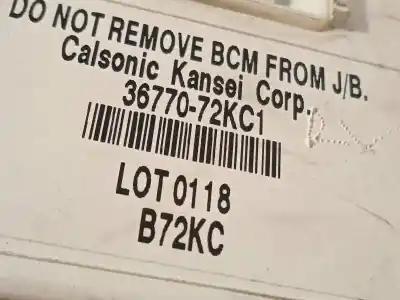 DO NOT REMOVE BCM FROM J/B.
Calsonic Kansei Corp.
36770-72KC1
LOT 0118
B72KC